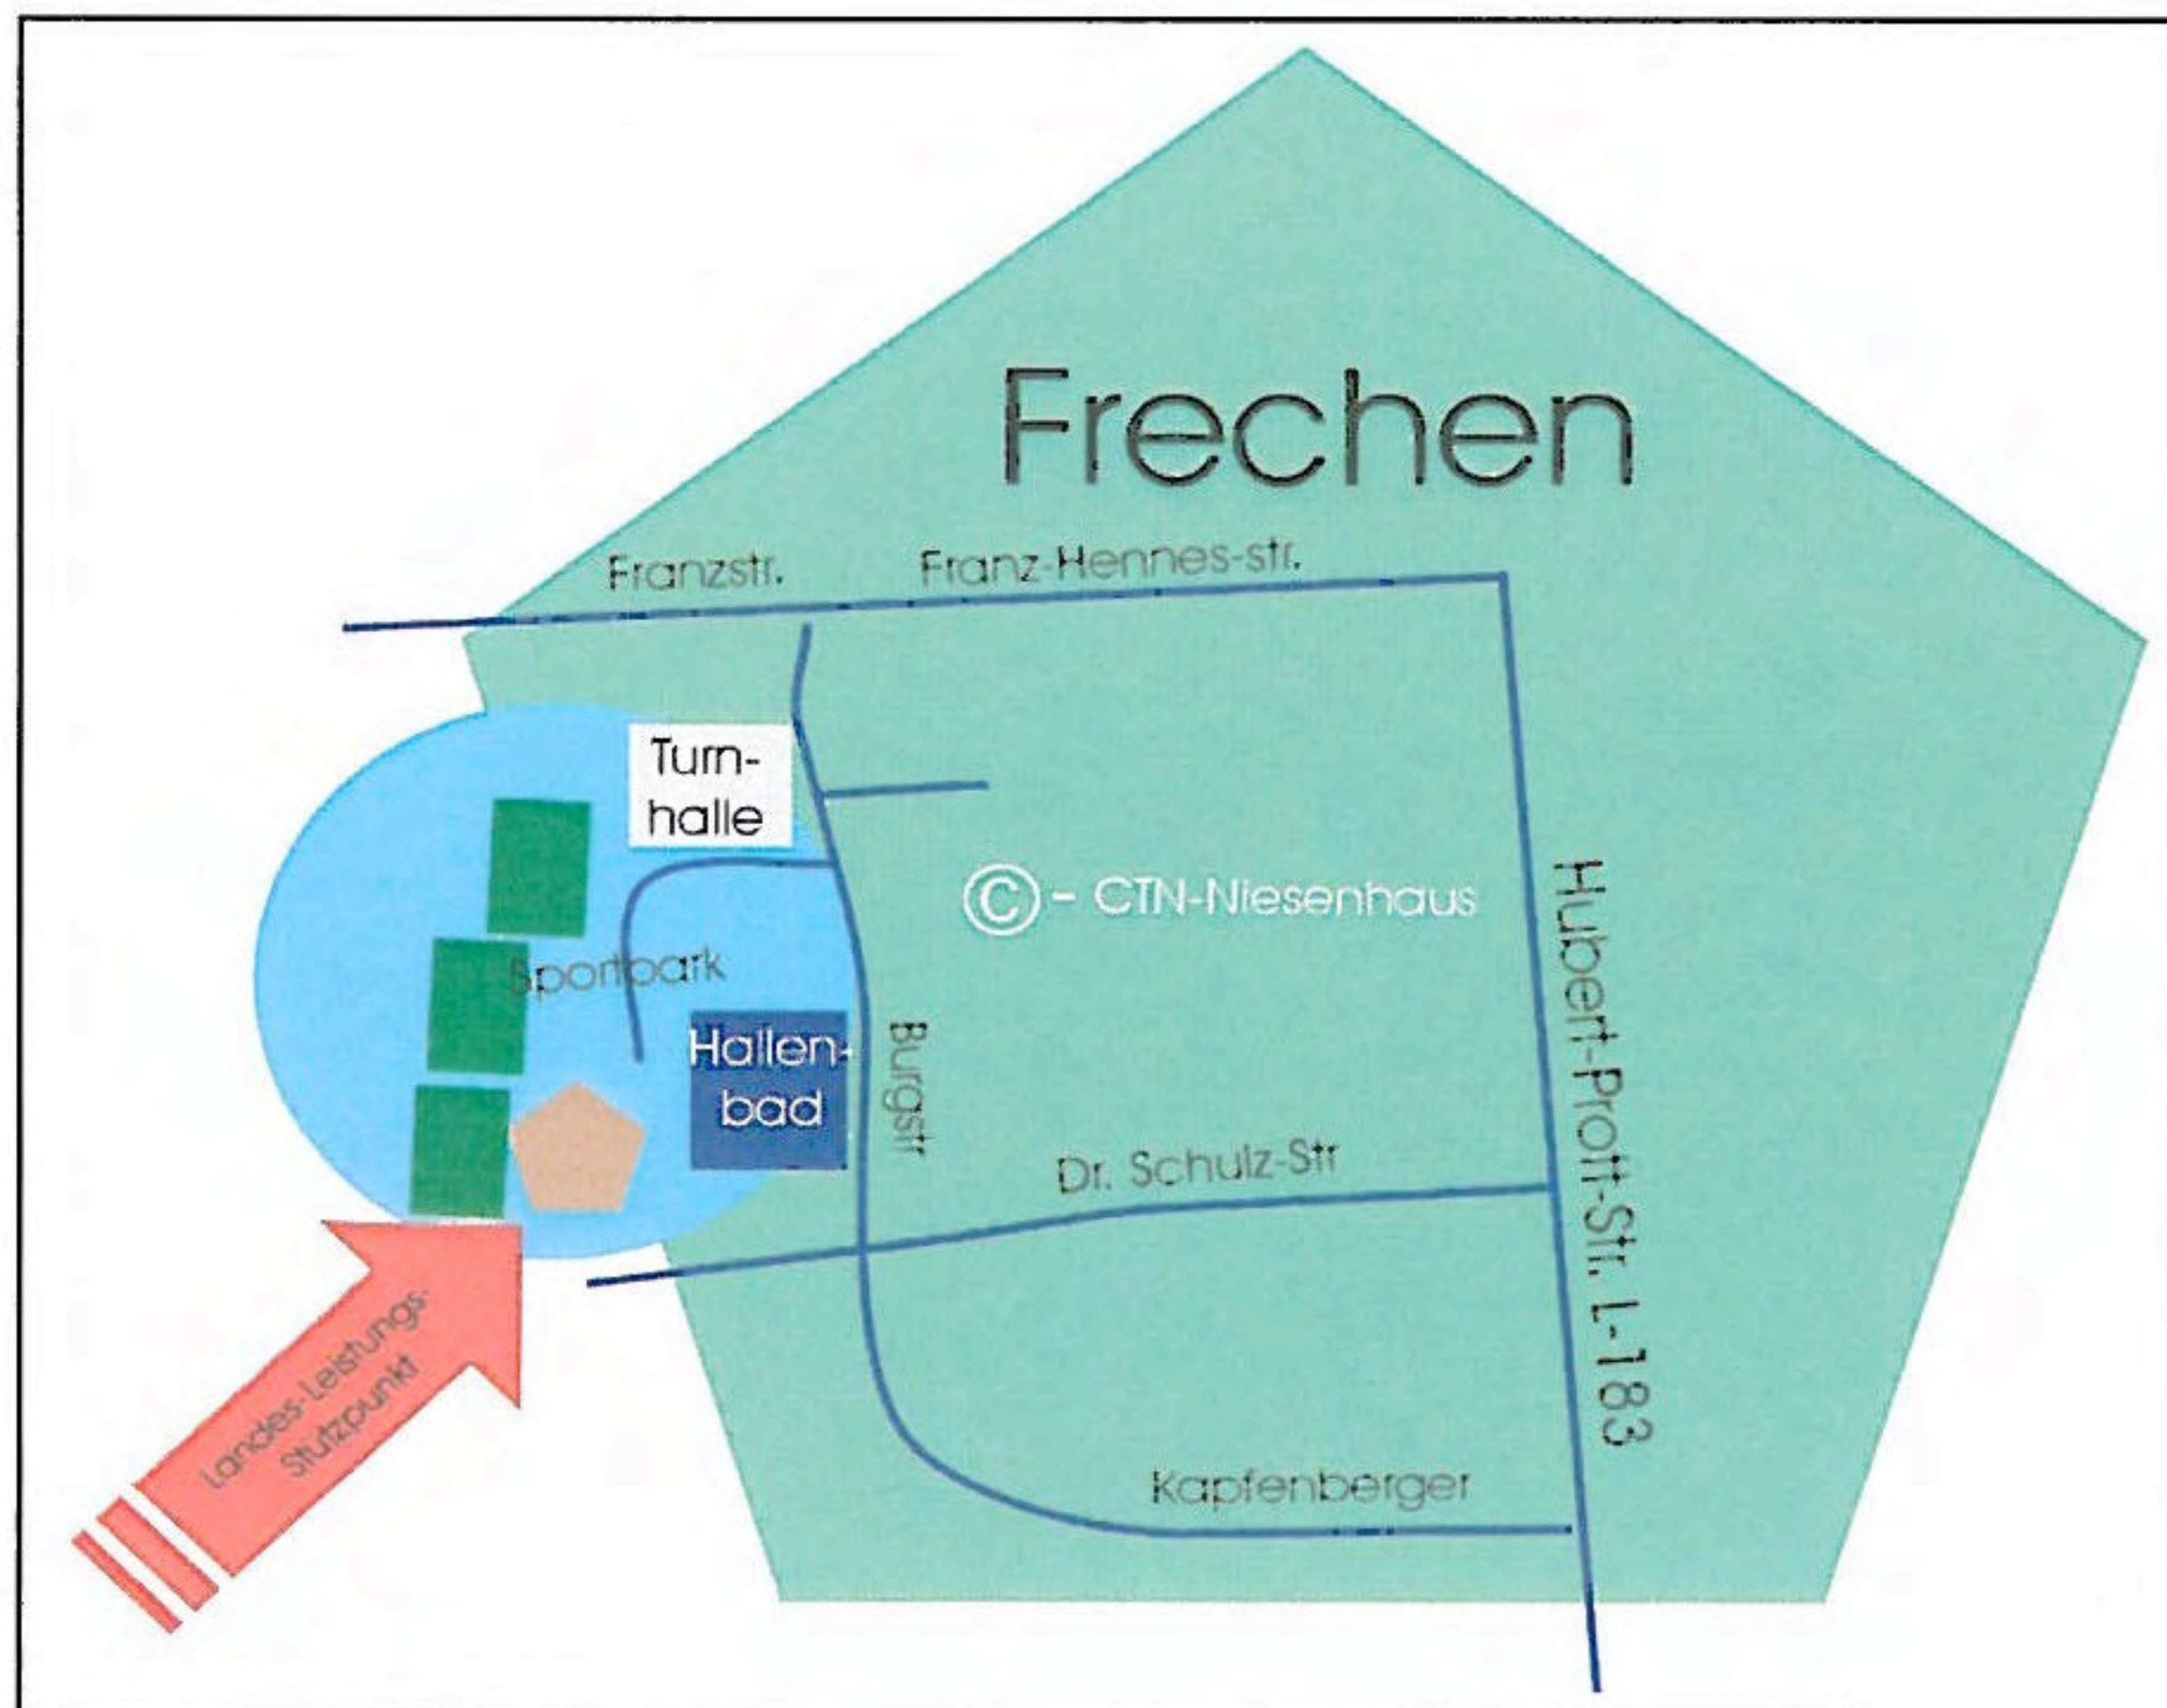 Frechen
Franzstr.
Franz-Hennes-str.
Turn-
halle
© - CTN-Niesenhaus
Sportpark
Hallen-
bad
Burgstr
Hubert-Prott-Str. L-183
Dr. Schulz-Str
Landes-Leistungs-
Stutzpunkt
Kapfenberger